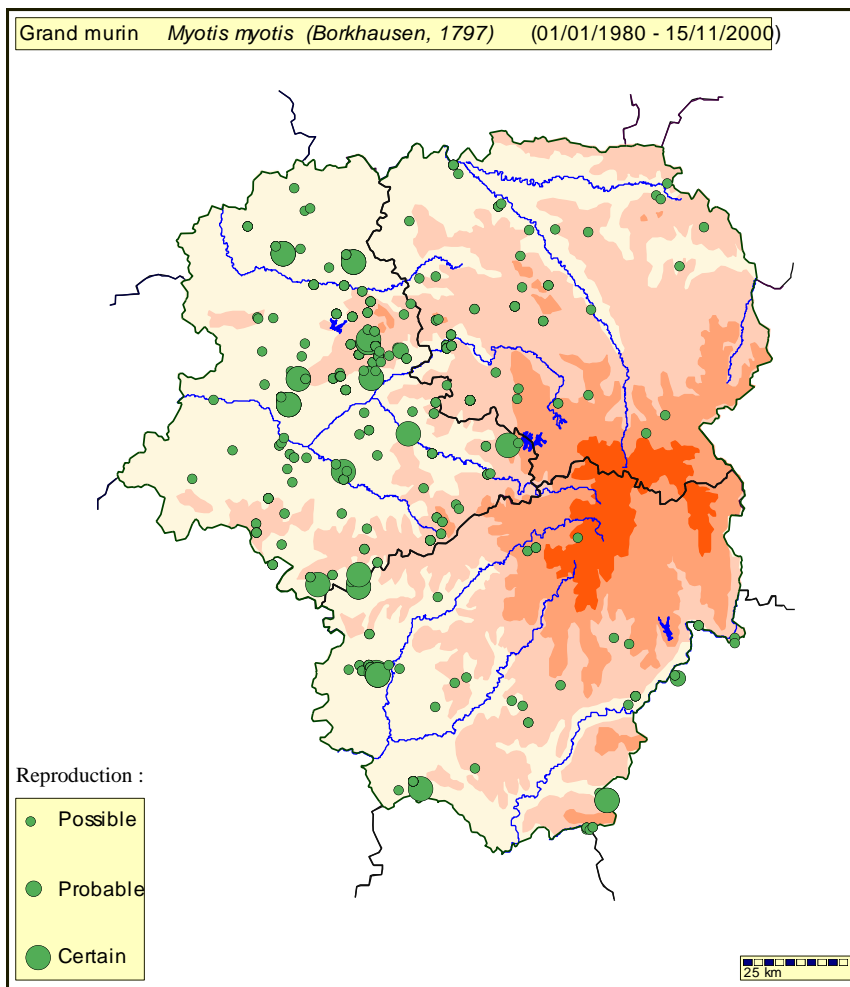 Grand murin Myotis myotis (Borkhausen, 1797) (01/01/1980 - 15/11/2000)
Reproduction :
Possible
Probable
Certain
25 km